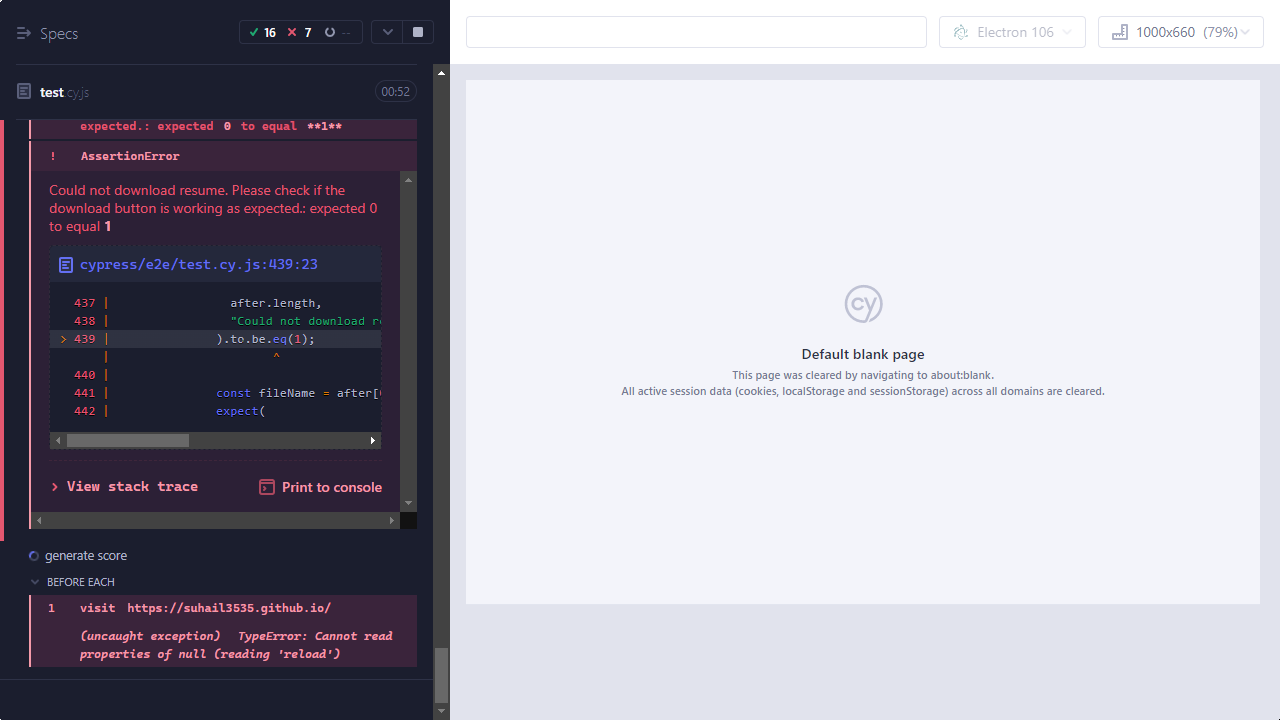 Specs
16 7 --
Electron 106
1000x660 (79%)
test.cy.js
00:52
expected.: expected 0 to equal **1**
! AssertionError
Could not download resume. Please check if the
download button is working as expected.: expected 0
to equal 1
cypress/e2e/test.cy.js:439:23
437 | after.length,
438 | "Could not download
> 439 | ).to.be.eq(1);
| ^
440 |
441 | const fileName = after[
442 | expect(
View stack trace
Print to console
generate score
BEFORE EACH
1 visit https://suhail3535.github.io/
(uncaught exception) TypeError: Cannot read
properties of null (reading 'reload')
cy
Default blank page
This page was cleared by navigating to about:blank.
All active session data (cookies, localStorage and sessionStorage) across all domains are cleared.